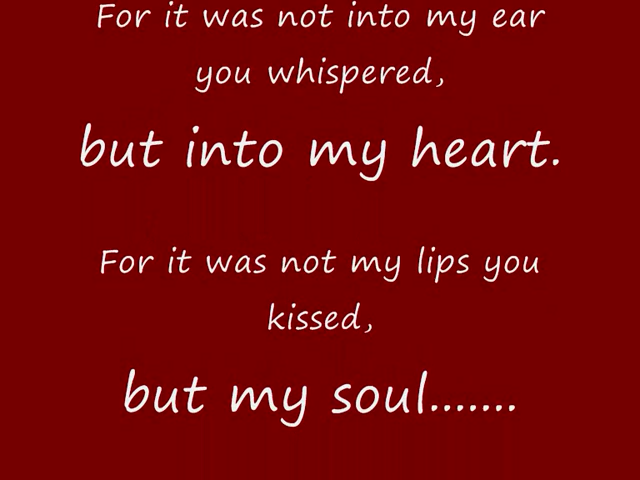 For it was not into my ear
you whispered,
but into my heart.
For it was not my lips you
kissed,
but my soul.......